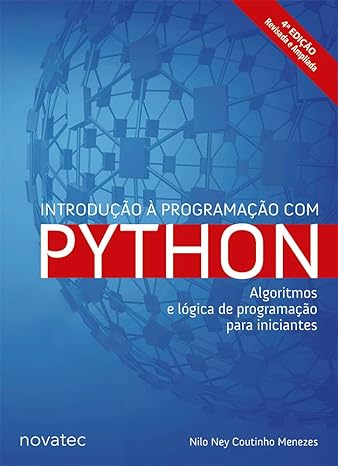 4ª EDIÇÃO
Revisada e Ampliada
INTRODUÇÃO À PROGRAMAÇÃO COM
PYTHON
Algoritmos
e lógica de programação
para iniciantes
novatec
Nilo Ney Coutinho Menezes